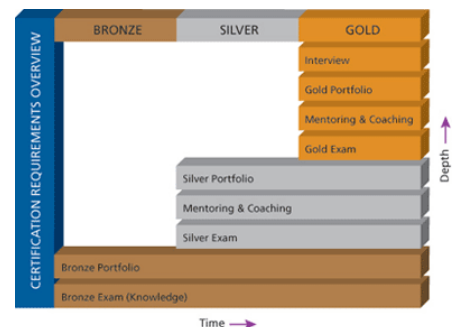 CERTIFICATION REQUIREMENTS OVERVIEW
BRONZE
SILVER
GOLD
Interview
Gold Portfolio
Mentoring & Coaching
Gold Exam
Silver Portfolio
Mentoring & Coaching
Silver Exam
Bronze Portfolio
Bronze Exam (Knowledge)
Depth
Time